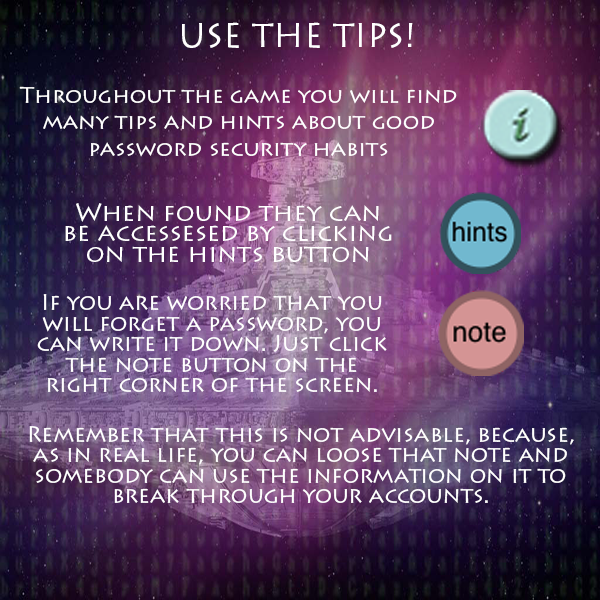 USE THE TIPS!
THROUGHOUT THE GAME YOU WILL FIND
MANY TIPS AND HINTS ABOUT GOOD
PASSWORD SECURITY HABITS
i
WHEN FOUND THEY CAN
BE ACCESSESED BY CLICKING
ON THE HINTS BUTTON
hints
IF YOU ARE WORRIED THAT YOU
WILL FORGET A PASSWORD, YOU
CAN WRITE IT DOWN. JUST CLICK
THE NOTE BUTTON ON THE
RIGHT CORNER OF THE SCREEN.
note
REMEMBER THAT THIS IS NOT ADVISABLE, BECAUSE,
AS IN REAL LIFE, YOU CAN LOOSE THAT NOTE AND
SOMEBODY CAN USE THE INFORMATION ON IT TO
BREAK THROUGH YOUR ACCOUNTS.